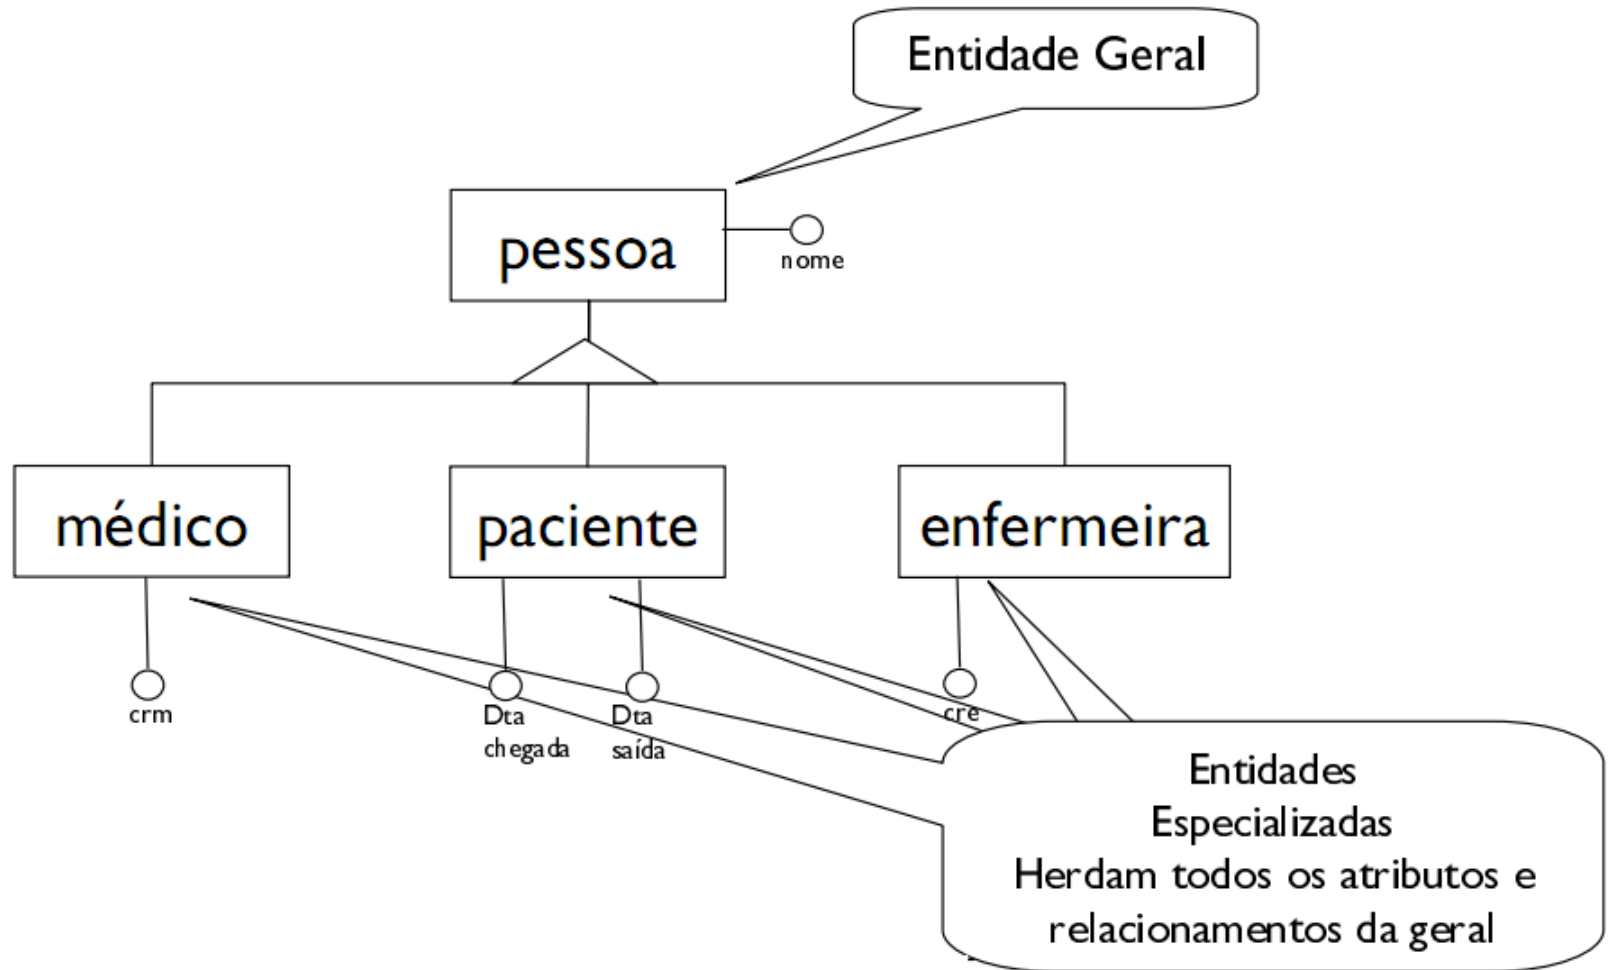 Entidade Geral
pessoa
nome
médico
paciente
enfermeira
crm
Dta
chegada
Dta
saída
cre
Entidades
Especializadas
Herdam todos os atributos e
relacionamentos da geral